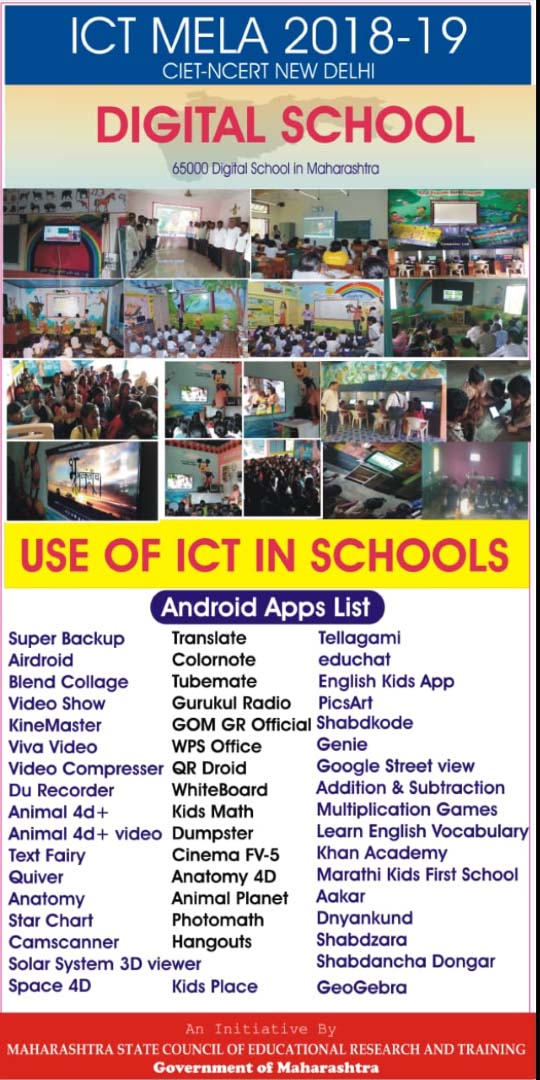 ICT MELA 2018-19
CIET-NCERT NEW DELHI
DIGITAL SCHOOL
65000 Digital School in Maharashtra
USE OF ICT IN SCHOOLS
Android Apps List
Super Backup
Airdroid
Blend Collage
Video Show
KineMaster
Viva Video
Video Compresser
Du Recorder
Animal 4d+
Animal 4d+ video
Text Fairy
Quiver
Anatomy
Star Chart
Camscanner
Solar System 3D viewer
Space 4D
Translate
Colornote
Tubemate
Gurukul Radio
GOM GR Official
WPS Office
QR Droid
WhiteBoard
Kids Math
Dumpster
Cinema FV-5
Anatomy 4D
Animal Planet
Photomath
Hangouts
Kids Place
Tellagami
educhat
English Kids App
PicsArt
Shabdkode
Genie
Google Street view
Addition & Subtraction
Multiplication Games
Learn English Vocabulary
Khan Academy
Marathi Kids First School
Aakar
Dnyankund
Shabdzara
Shabdancha Dongar
GeoGebra
An Initiative By
MAHARASHTRA STATE COUNCIL OF EDUCATIONAL RESEARCH AND TRAINING
Government of Maharashtra